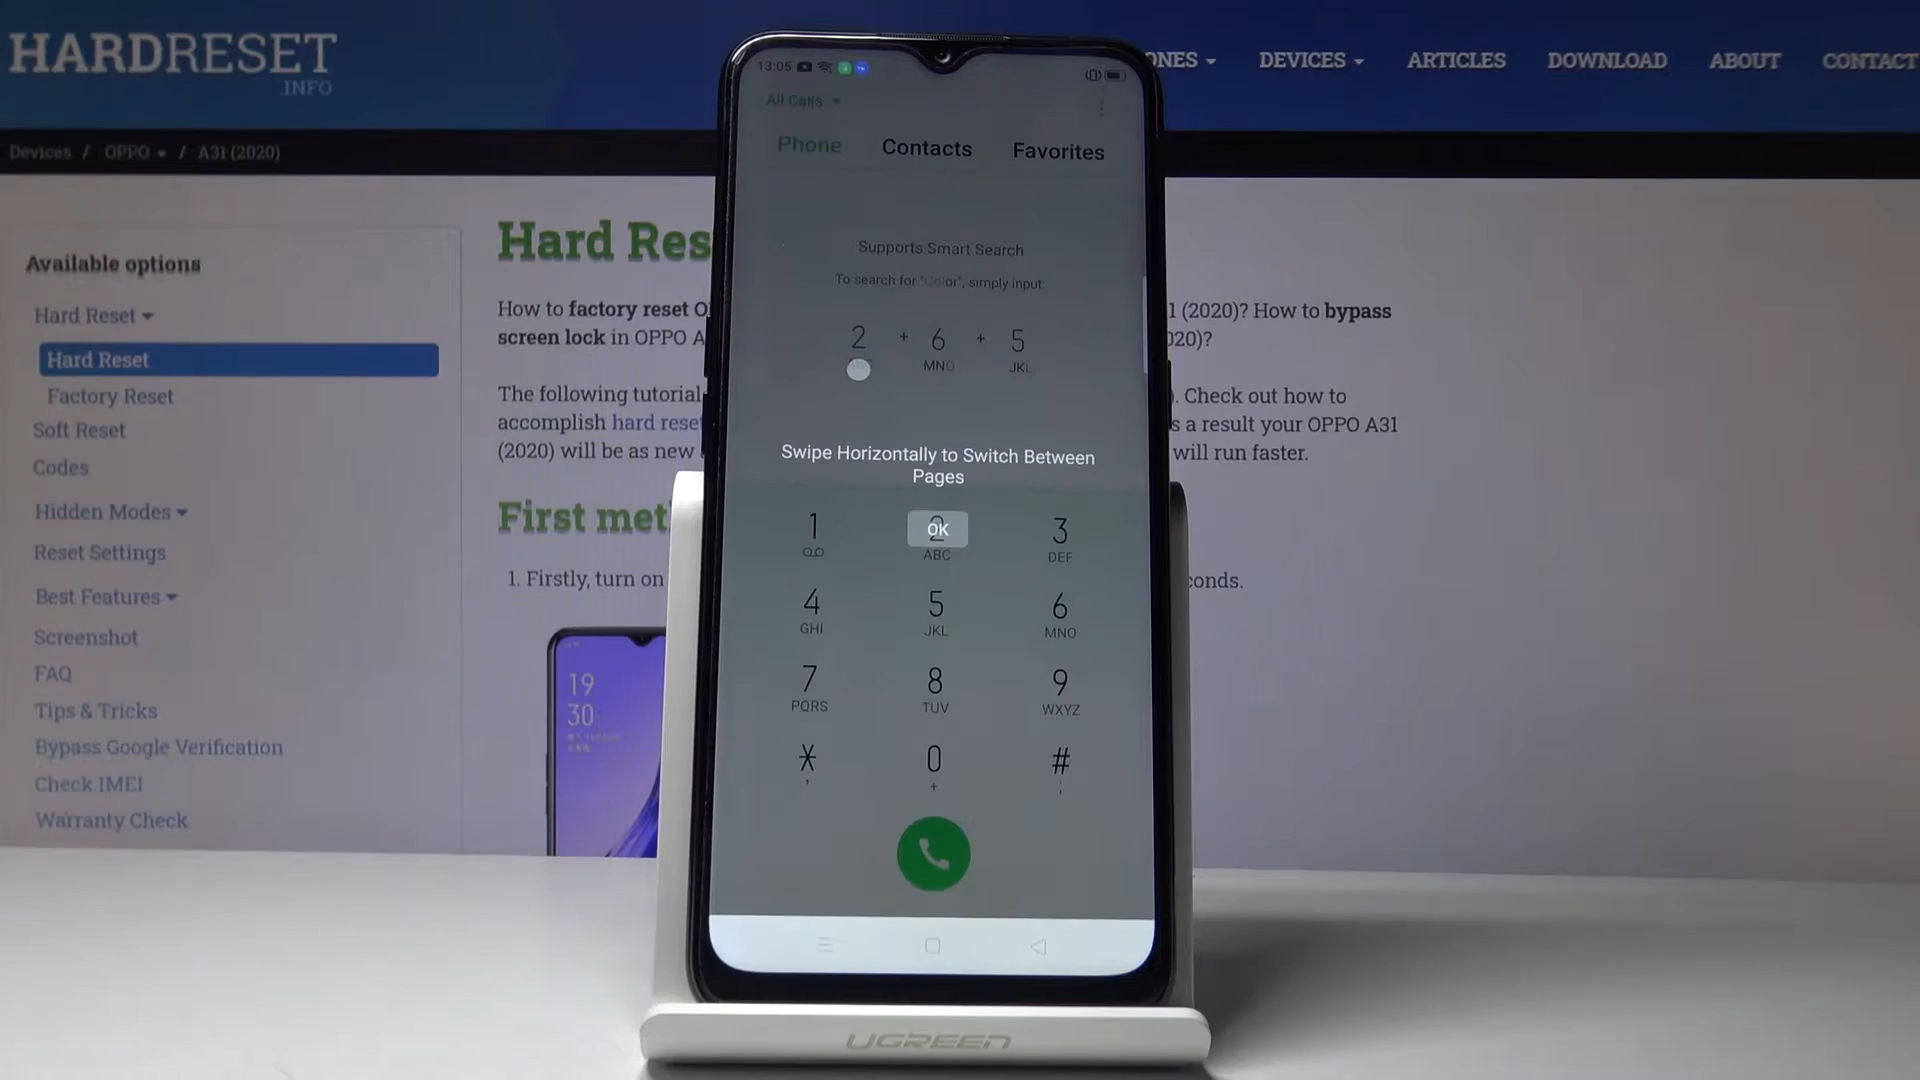 HARDRESET
.INFO
ONES DEVICES ARTICLES DOWNLOAD ABOUT CONTACT
Devices / OPPO / A31 (2020)
Available options
Hard Reset
Hard Reset
Factory Reset
Soft Reset
Codes
Hidden Modes
Reset Settings
Best Features
Screenshot
FAQ
Tips & Tricks
Bypass Google Verification
Check IMEI
Warranty Check
Hard Res
How to factory reset O
1 (2020)? How to bypass
screen lock in OPPO A
020)?
The following tutorial
). Check out how to
accomplish hard reset
s a result your OPPO A31
(2020) will be as new
will run faster.
First met
1. Firstly, turn on
conds.
19
30
13:05
All Calls
Phone Contacts Favorites
Supports Smart Search
To search for "Color", simply input:
2 + 6 + 5
MNO JKL
Swipe Horizontally to Switch Between
Pages
OK
1 2 3
ABC DEF
4 5 6
GHI JKL MNO
7 8 9
PQRS TUV WXYZ
* 0 #
, + ;
UGREEN